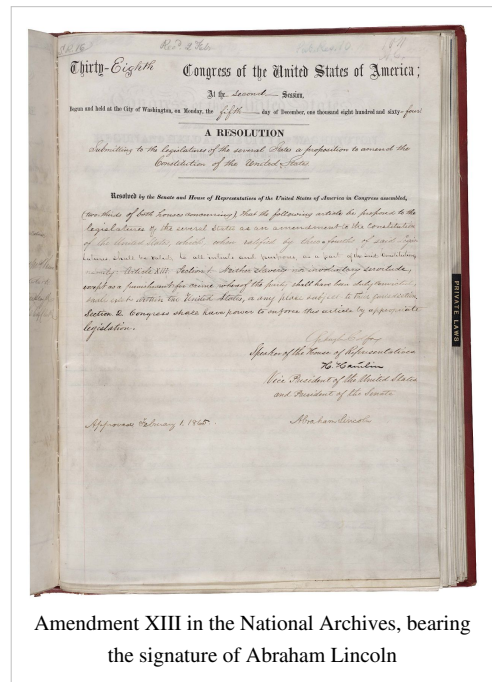 Recd 2 Feb.
Thirty-Eighth Congress of the United States of America;
At the second Session,
Begun and held at the City of Washington, on Monday, the fifth day of December, one thousand eight hundred and sixty-four
A RESOLUTION
Submitting to the legislatures of the several States a proposition to amend the
Constitution of the United States
Resolved by the Senate and House of Representatives of the United States of America in Congress assembled,
(two-thirds of both houses concurring) that the following article be proposed to the
legislatures of the several States as an amendment to the Constitution
of the United States, which, when ratified by three-fourths of said
shall be valid, to all intents and purposes, as a part of the said Constitution
namely: Article XIII. Section 1. Neither slavery nor involuntary servitude,
except as a punishment for crime whereof the party shall have been duly convicted,
shall exist within the United States, or any place subject to their jurisdiction.
Section 2. Congress shall have power to enforce this article by appropriate
legislation.
Speaker of the House of Representatives
H. Hamlin
Vice President of the United States
and President of the Senate
Approved February 1, 1865.
Abraham Lincoln
PRIVATE LAWS
Amendment XIII in the National Archives, bearing
the signature of Abraham Lincoln